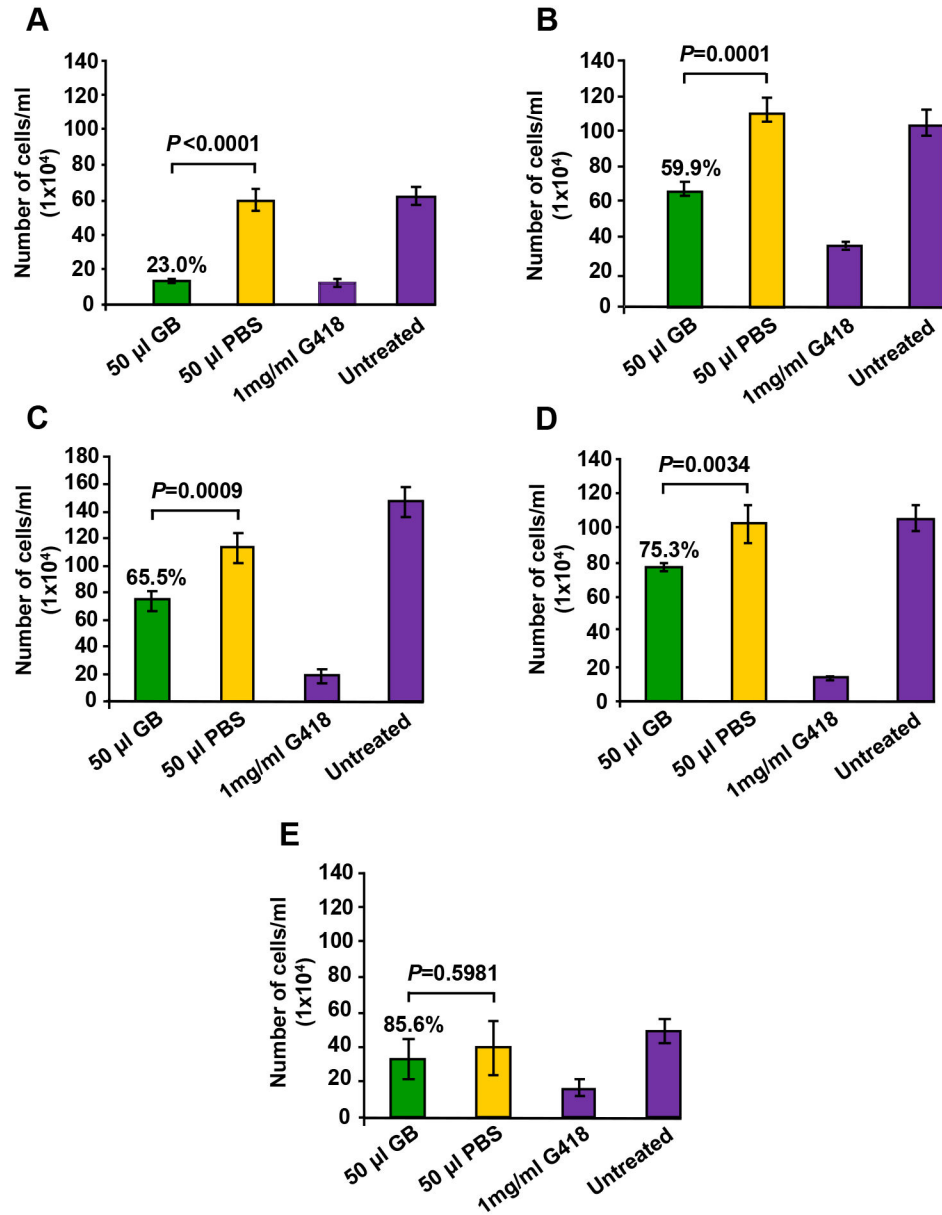 A
Number of cells/ml
(1x10⁴)
140
120
100
80
60
40
20
0
P<0.0001
23.0%
50 µl GB
50 µl PBS
1mg/ml G418
Untreated
B
Number of cells/ml
(1x10⁴)
140
120
100
80
60
40
20
0
P=0.0001
59.9%
50 µl GB
50 µl PBS
1mg/ml G418
Untreated
C
Number of cells/ml
(1x10⁴)
180
160
140
120
100
80
60
40
20
0
P=0.0009
65.5%
50 µl GB
50 µl PBS
1mg/ml G418
Untreated
D
Number of cells/ml
(1x10⁴)
140
120
100
80
60
40
20
0
P=0.0034
75.3%
50 µl GB
50 µl PBS
1mg/ml G418
Untreated
E
Number of cells/ml
(1x10⁴)
140
120
100
80
60
40
20
0
P=0.5981
85.6%
50 µl GB
50 µl PBS
1mg/ml G418
Untreated